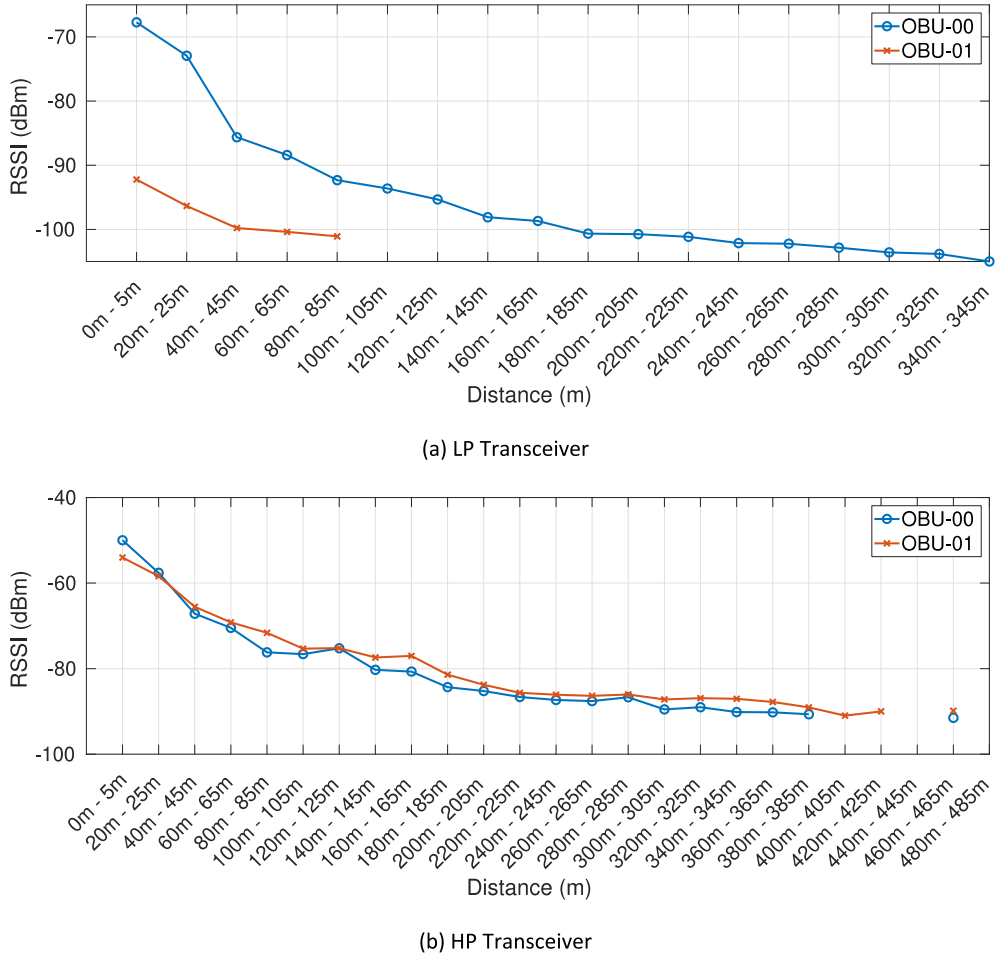 -70
-80
-90
-100
RSSI (dBm)
OBU-00
OBU-01
0m - 5m
20m - 25m
40m - 45m
60m - 65m
80m - 85m
100m - 105m
120m - 125m
140m - 145m
160m - 165m
180m - 185m
200m - 205m
220m - 225m
240m - 245m
260m - 265m
280m - 285m
300m - 305m
320m - 325m
340m - 345m
Distance (m)
(a) LP Transceiver
-40
-60
-80
-100
RSSI (dBm)
OBU-00
OBU-01
0m - 5m
20m - 25m
40m - 45m
60m - 65m
80m - 85m
100m - 105m
120m - 125m
140m - 145m
160m - 165m
180m - 185m
200m - 205m
220m - 225m
240m - 245m
260m - 265m
280m - 285m
300m - 305m
320m - 325m
340m - 345m
360m - 365m
380m - 385m
400m - 405m
420m - 425m
440m - 445m
460m - 465m
480m - 485m
Distance (m)
(b) HP Transceiver